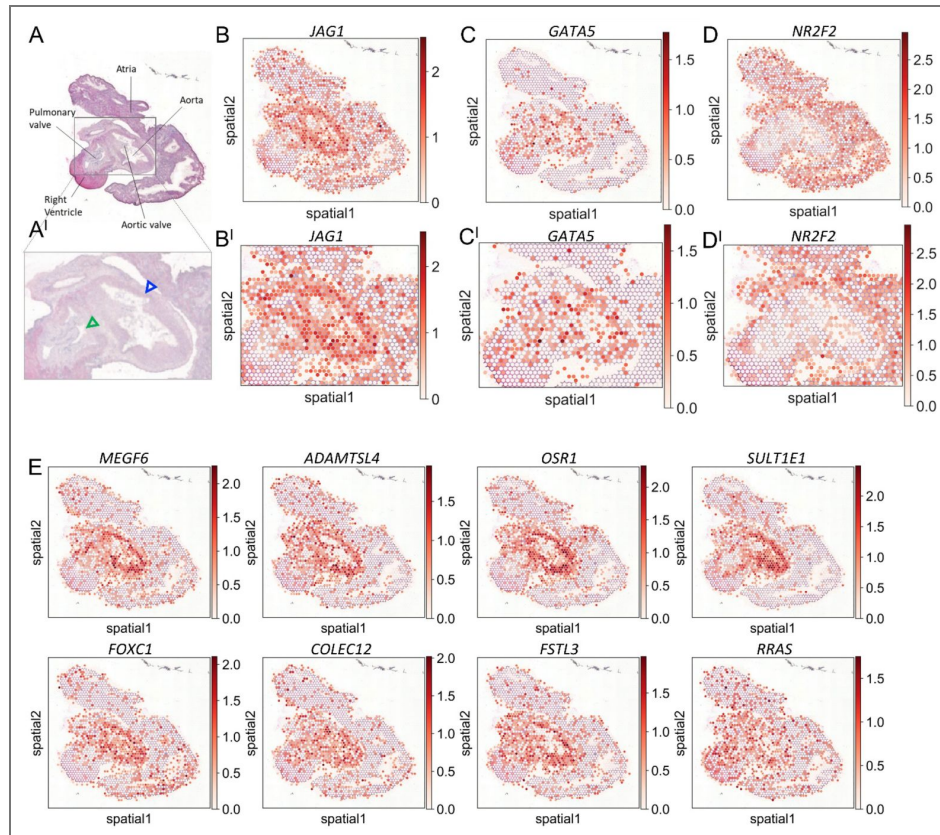 A
Atria
Aorta
Pulmonary
valve
Right
Ventricle
Aortic valve
A^I
B
JAG1
spatial2
spatial1
2
1
0
C
GATA5
spatial2
spatial1
1.5
1.0
0.5
0.0
D
NR2F2
spatial2
spatial1
2.5
2.0
1.5
1.0
0.5
0.0
B^I
JAG1
spatial2
spatial1
2
1
0
C^I
GATA5
spatial2
spatial1
1.5
1.0
0.5
0.0
D^I
NR2F2
spatial2
spatial1
2.5
2.0
1.5
1.0
0.5
0.0
E
MEGF6
spatial2
spatial1
2.0
1.5
1.0
0.5
0.0
ADAMTSL4
spatial2
spatial1
1.5
1.0
0.5
0.0
OSR1
spatial2
spatial1
2.0
1.5
1.0
0.5
0.0
SULT1E1
spatial2
spatial1
2.0
1.5
1.0
0.5
0.0
FOXC1
spatial2
spatial1
2.0
1.5
1.0
0.5
0.0
COLEC12
spatial2
spatial1
2.0
1.5
1.0
0.5
0.0
FSTL3
spatial2
spatial1
1.5
1.0
0.5
0.0
RRAS
spatial2
spatial1
1.5
1.0
0.5
0.0